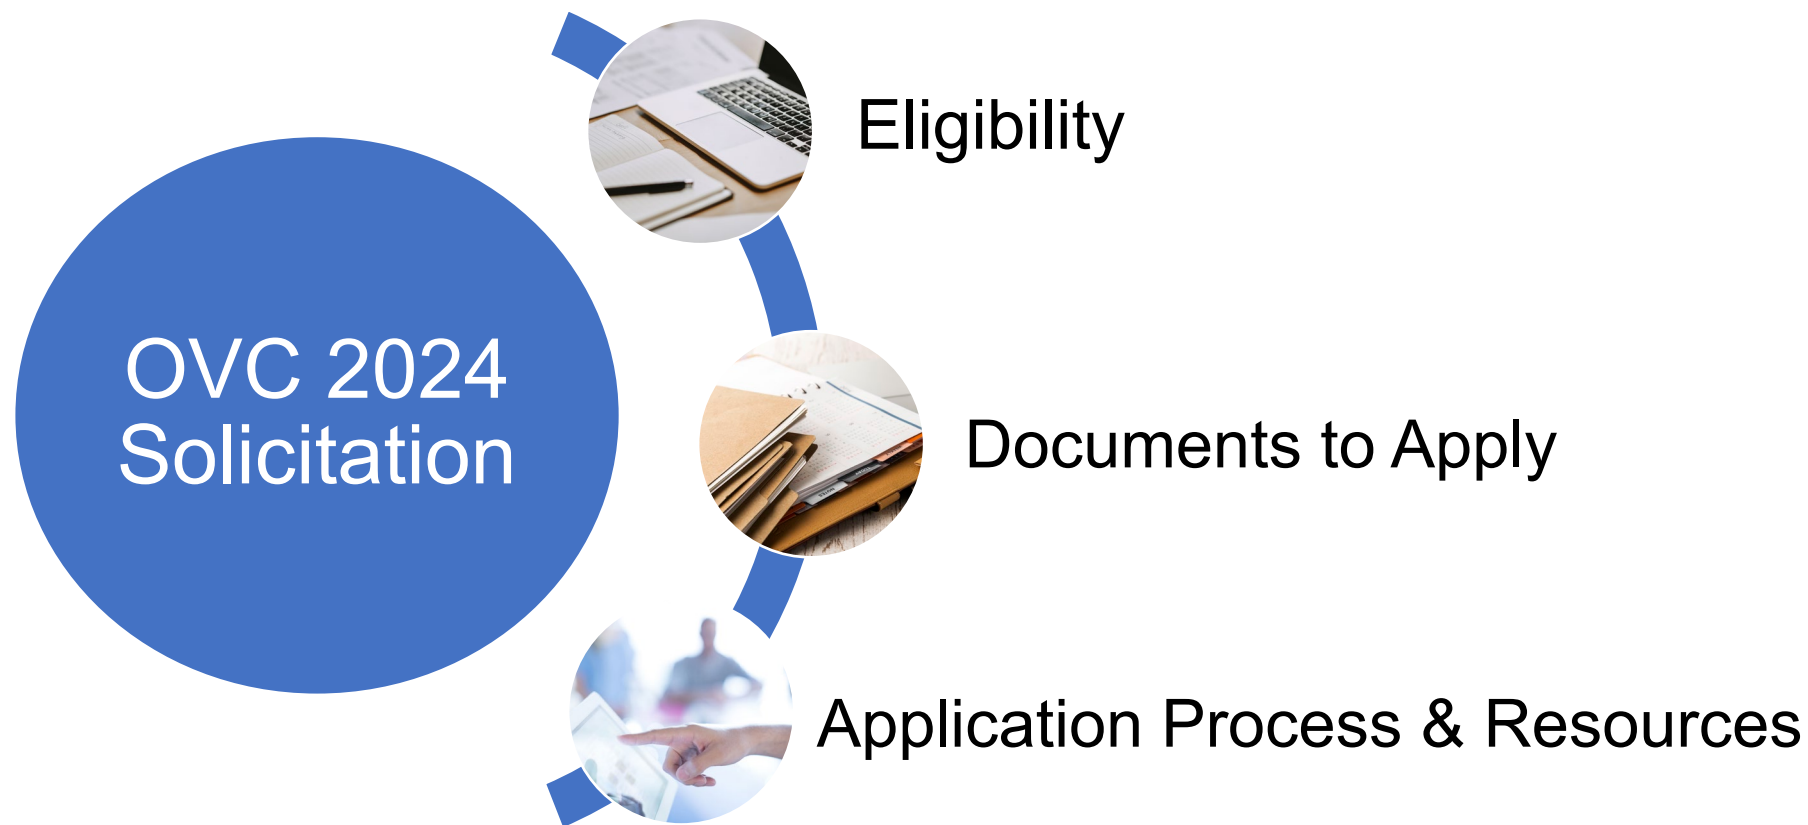 OVC 2024
Solicitation
Eligibility
Documents to Apply
Application Process & Resources